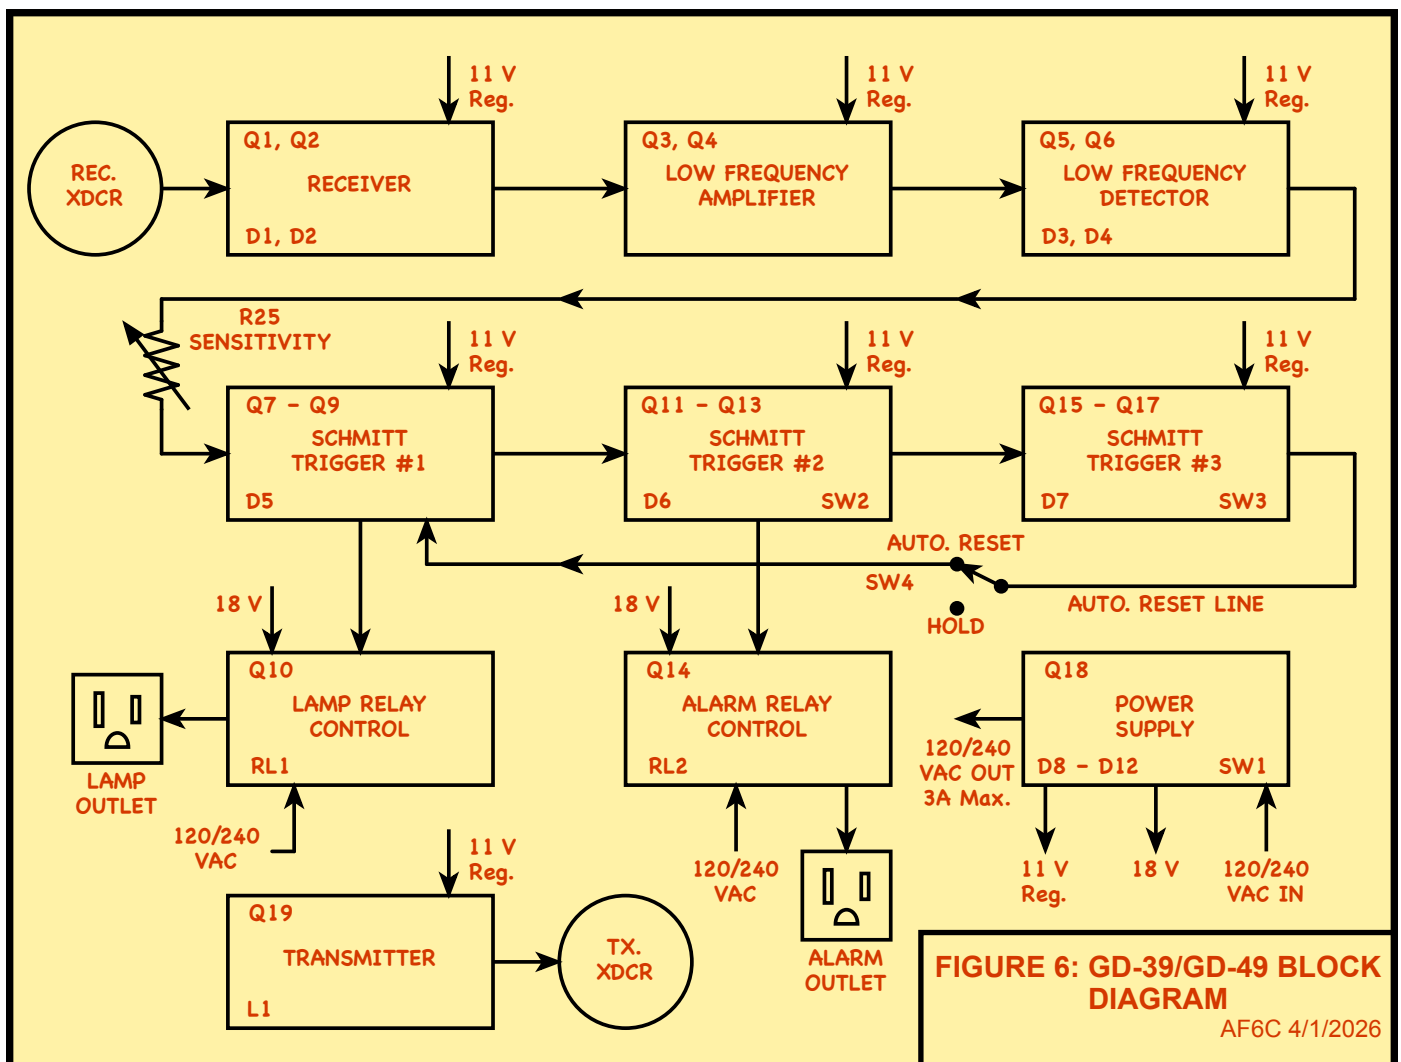 11 V
Reg.
11 V
Reg.
11 V
Reg.
REC.
XDCR
Q1, Q2
RECEIVER
D1, D2
Q3, Q4
LOW FREQUENCY
AMPLIFIER
Q5, Q6
LOW FREQUENCY
DETECTOR
D3, D4
R25
SENSITIVITY
11 V
Reg.
11 V
Reg.
11 V
Reg.
Q7 - Q9
SCHMITT
TRIGGER #1
D5
Q11 - Q13
SCHMITT
TRIGGER #2
D6 SW2
Q15 - Q17
SCHMITT
TRIGGER #3
D7 SW3
AUTO. RESET
SW4
HOLD
AUTO. RESET LINE
18 V
18 V
Q10
LAMP RELAY
CONTROL
RL1
LAMP
OUTLET
120/240
VAC
Q14
ALARM RELAY
CONTROL
RL2
120/240
VAC
ALARM
OUTLET
Q18
POWER
SUPPLY
D8 - D12 SW1
120/240
VAC OUT
3A Max.
11 V
Reg.
18 V
120/240
VAC IN
11 V
Reg.
Q19
TRANSMITTER
L1
TX.
XDCR
FIGURE 6: GD-39/GD-49 BLOCK
DIAGRAM
AF6C 4/1/2026